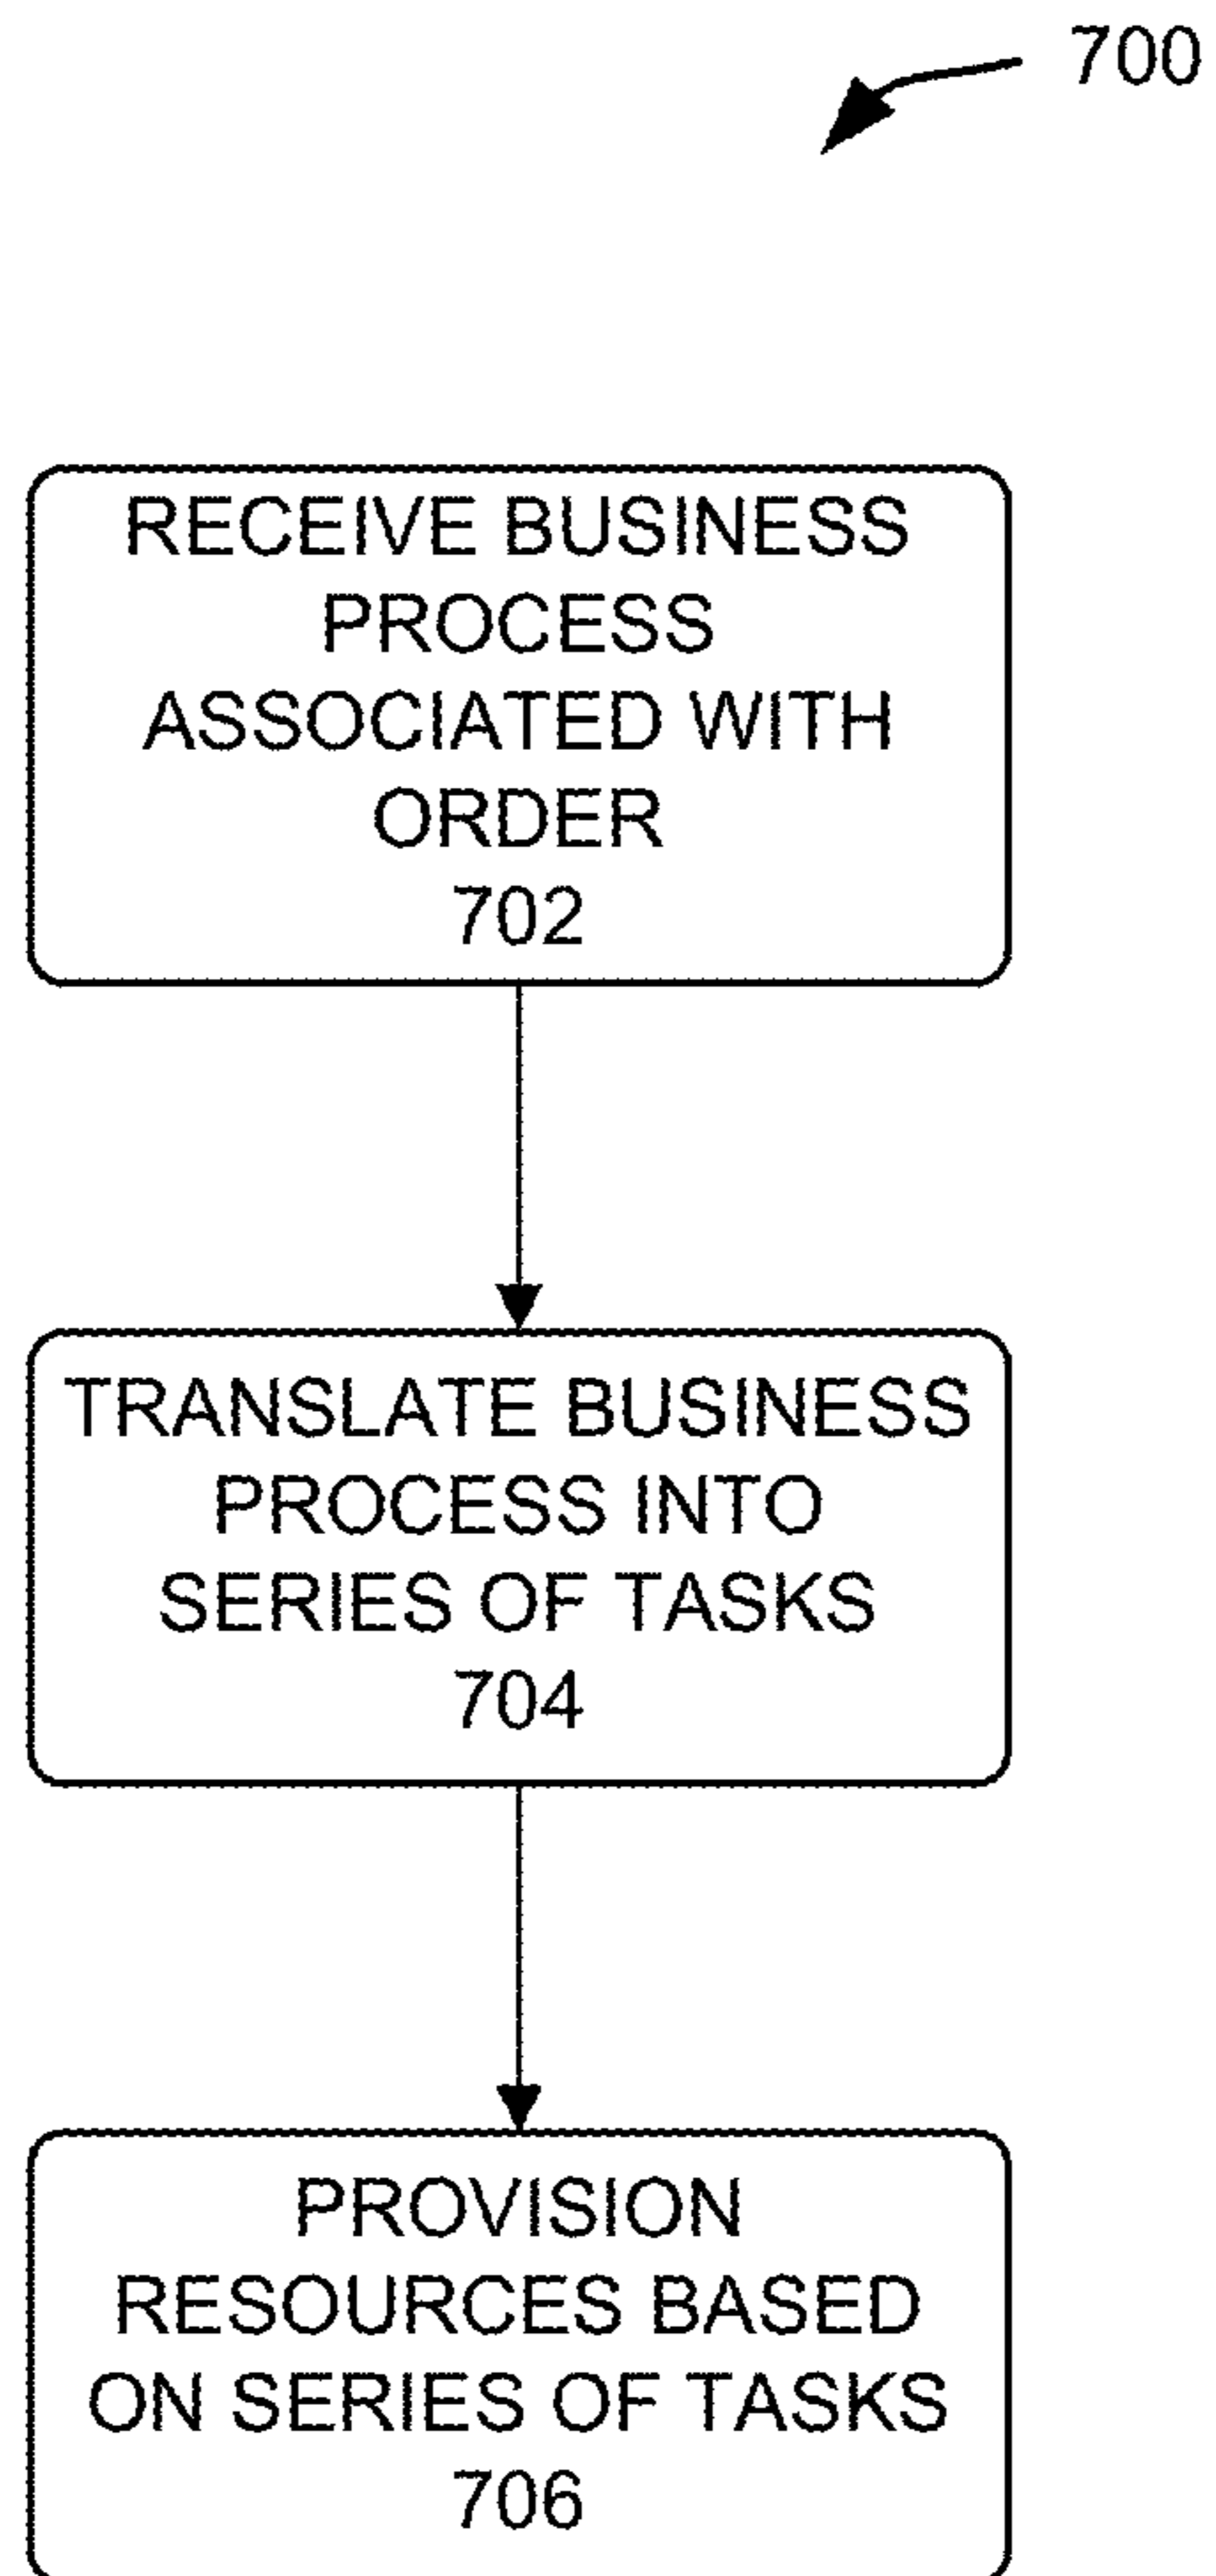 700
RECEIVE BUSINESS
PROCESS
ASSOCIATED WITH
ORDER
702
TRANSLATE BUSINESS
PROCESS INTO
SERIES OF TASKS
704
PROVISION
RESOURCES BASED
ON SERIES OF TASKS
706